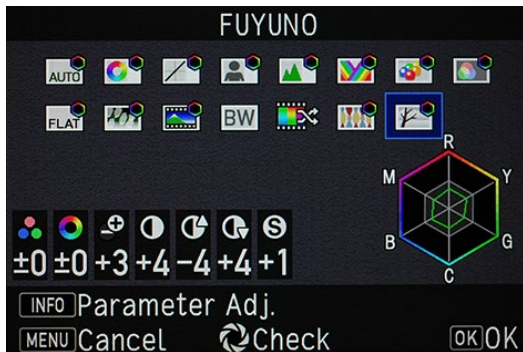 FUYUNO
AUTO
FLAT BW
R
M Y
B G
C
S
±0 ±0 +3 +4 −4 +4 +1
INFO Parameter Adj.
MENU Cancel Check OK OK